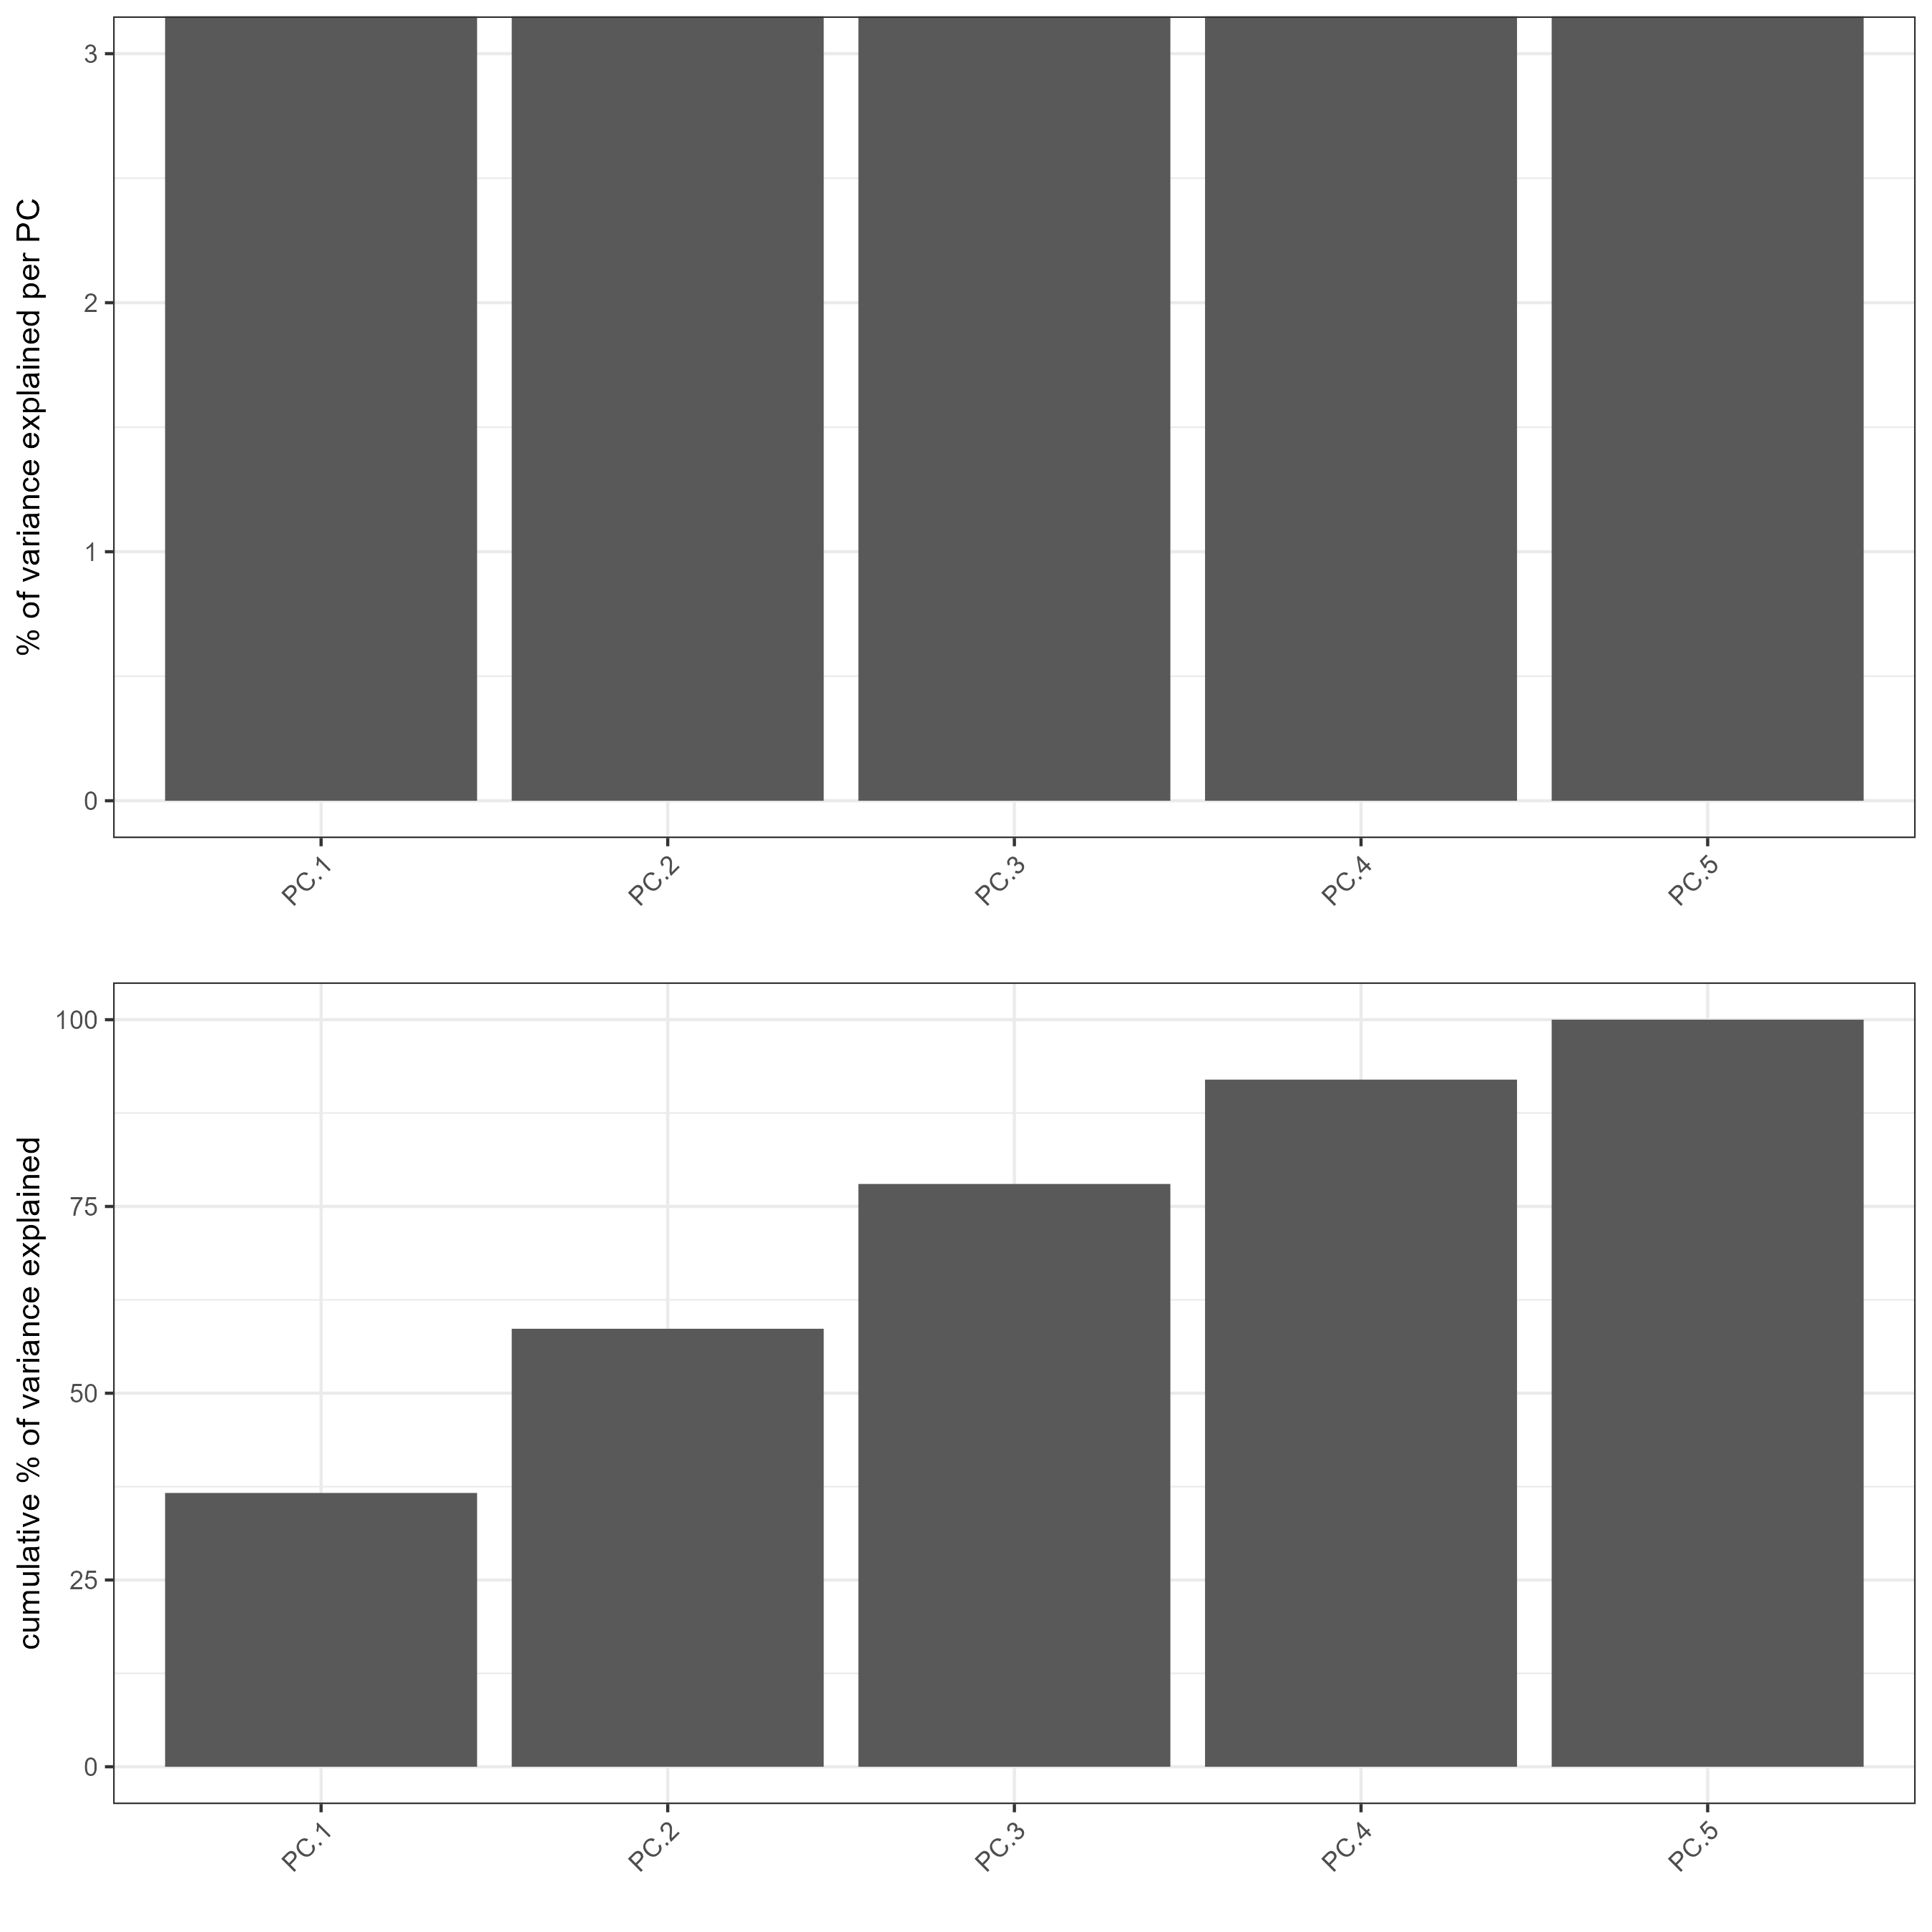 % of variance explained per PC
3
2
1
0
PC.1
PC.2
PC.3
PC.4
PC.5
cumulative % of variance explained
100
75
50
25
0
PC.1
PC.2
PC.3
PC.4
PC.5